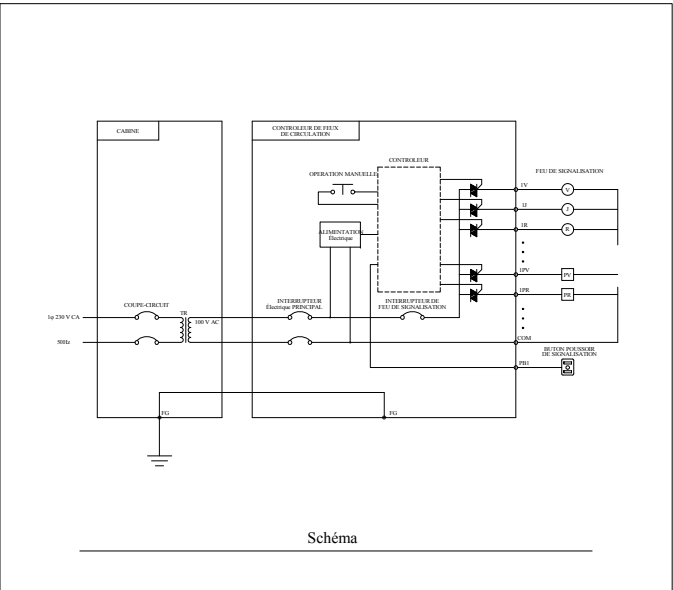 CABINE
CONTROLEUR DE FEUX
DE CIRCULATION
CONTROLEUR
FEU DE SIGNALISATION
OPERATION MANUELLE
1V
V
1J
J
1R
R
ALIMENTATION
Électrique
1PV
PV
1PR
PR
COUPE-CIRCUIT
INTERRUPTEUR
Électrique PRINCIPAL
INTERRUPTEUR DE
FEU DE SIGNALISATION
TR
1φ 230 V CA
100 V AC
50Hz
COM
BUTON POUSSOIR
DE SIGNALISATION
PB1
FG
FG
Schéma